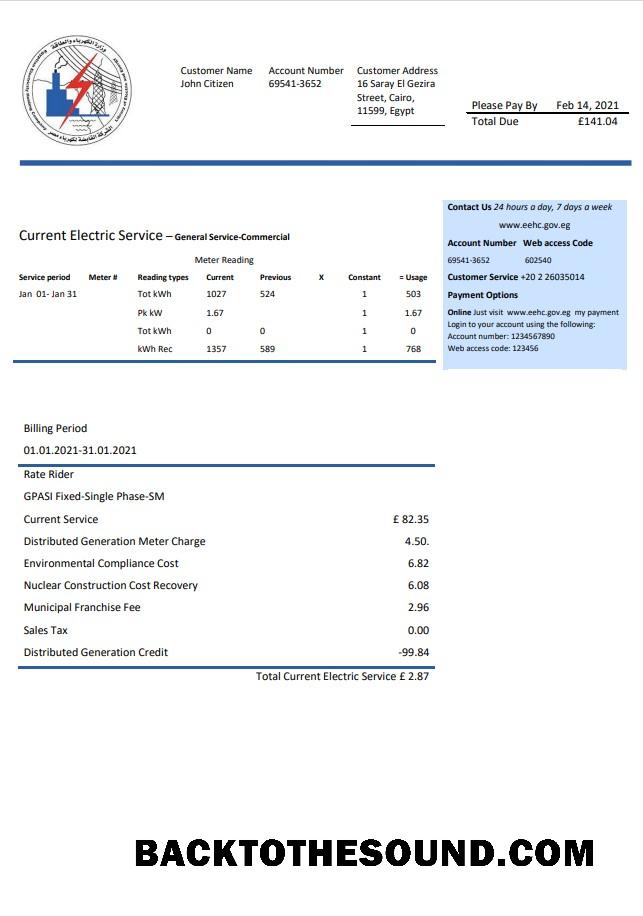 وزارة الكهرباء والطاقة
الشركة القابضة لكهرباء مصر
Customer Name Account Number Customer Address
John Citizen 69541-3652 16 Saray El Gezira
Street, Cairo,
11599, Egypt
Please Pay By Feb 14, 2021
Total Due £141.04
Contact Us 24 hours a day, 7 days a week
www.eehc.gov.eg
Account Number Web access Code
69541-3652 602540
Customer Service +20 2 26035014
Payment Options
Online Just visit www.eehc.gov.eg my payment
Login to your account using the following:
Account number: 1234567890
Web access code: 123456
Current Electric Service – General Service-Commercial
Meter Reading
Service period Meter # Reading types Current Previous X Constant = Usage
Jan 01- Jan 31 Tot kWh 1027 524 1 503
Pk kW 1.67 1 1.67
Tot kWh 0 0 1 0
kWh Rec 1357 589 1 768
Billing Period
01.01.2021-31.01.2021
Rate Rider
GPASI Fixed-Single Phase-SM
Current Service £ 82.35
Distributed Generation Meter Charge 4.50.
Environmental Compliance Cost 6.82
Nuclear Construction Cost Recovery 6.08
Municipal Franchise Fee 2.96
Sales Tax 0.00
Distributed Generation Credit -99.84
Total Current Electric Service £ 2.87
BACKTOTHESOUND.COM